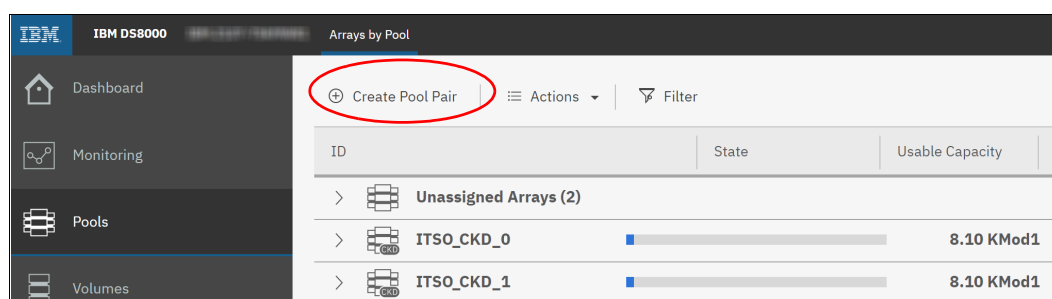 IBM IBM DS8000 Arrays by Pool
Dashboard
Create Pool Pair Actions Filter
Monitoring
ID State Usable Capacity
Unassigned Arrays (2)
Pools
CKD ITSO_CKD_0 8.10 KMod1
CKD ITSO_CKD_1 8.10 KMod1
Volumes